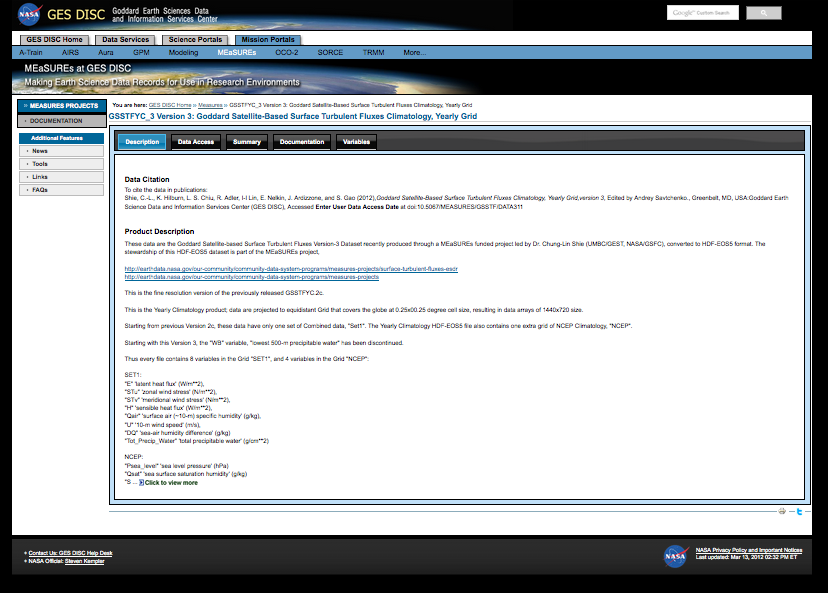 NASA
GES DISC
Goddard Earth Sciences Data
and Information Services Center
Google™ Custom Search
GES DISC Home
Data Services
Science Portals
Mission Portals
A-Train AIRS Aura GPM Modeling MEaSUREs OCO-2 SORCE TRMM More...
MEaSUREs at GES DISC
Making Earth Science Data Records for Use in Research Environments
» MEASURES PROJECTS
DOCUMENTATION
Additional Features
News
Tools
Links
FAQs
You are here: GES DISC Home » Measures » GSSTFYC_3 Version 3: Goddard Satellite-Based Surface Turbulent Fluxes Climatology, Yearly Grid
GSSTFYC_3 Version 3: Goddard Satellite-Based Surface Turbulent Fluxes Climatology, Yearly Grid
Description
Data Access
Summary
Documentation
Variables
Data Citation
To cite the data in publications:
Shie, C.-L., K. Hilburn, L. S. Chiu, R. Adler, I-I Lin, E. Nelkin, J. Ardizzone, and S. Gao (2012),Goddard Satellite-Based Surface Turbulent Fluxes Climatology, Yearly Grid,version 3, Edited by Andrey Savtchenko., Greenbelt, MD, USA:Goddard Earth
Science Data and Information Services Center (GES DISC), Accessed Enter User Data Access Date at doi:10.5067/MEASURES/GSSTF/DATA311
Product Description
These data are the Goddard Satellite-based Surface Turbulent Fluxes Version-3 Dataset recently produced through a MEaSUREs funded project led by Dr. Chung-Lin Shie (UMBC/GEST, NASA/GSFC), converted to HDF-EOS5 format. The
stewardship of this HDF-EOS5 dataset is part of the MEaSUREs project,
http://earthdata.nasa.gov/our-community/community-data-system-programs/measures-projects/surface-turbulent-fluxes-esdr
http://earthdata.nasa.gov/our-community/community-data-system-programs/measures-projects
This is the fine resolution version of the previously released GSSTFYC.2c.
This is the Yearly Climatology product; data are projected to equidistant Grid that covers the globe at 0.25x00.25 degree cell size, resulting in data arrays of 1440x720 size.
Starting from previous Version 2c, these data have only one set of Combined data, "Set1". The Yearly Climatology HDF-EOS5 file also contains one extra grid of NCEP Climatology, "NCEP".
Starting with this Version 3, the "WB" variable, "lowest 500-m precipitable water" has been discontinued.
Thus every file contains 8 variables in the Grid "SET1", and 4 variables in the Grid "NCEP":
SET1:
"E" 'latent heat flux' (W/m**2),
"STu" 'zonal wind stress' (N/m**2),
"STv" 'meridional wind stress' (N/m**2),
"H" 'sensible heat flux' (W/m**2),
"Qair" 'surface air (~10-m) specific humidity' (g/kg),
"U" '10-m wind speed' (m/s),
"DQ" 'sea-air humidity difference' (g/kg)
"Tot_Precip_Water" 'total precipitable water' (g/cm**2)
NCEP:
"Psea_level" 'sea level pressure' (hPa)
"Qsat" 'sea surface saturation humidity' (g/kg)
"S ... Click to view more
Contact Us: GES DISC Help Desk
NASA Official: Steven Kempler
NASA
NASA Privacy Policy and Important Notices
Last updated: Mar 13, 2012 02:32 PM ET